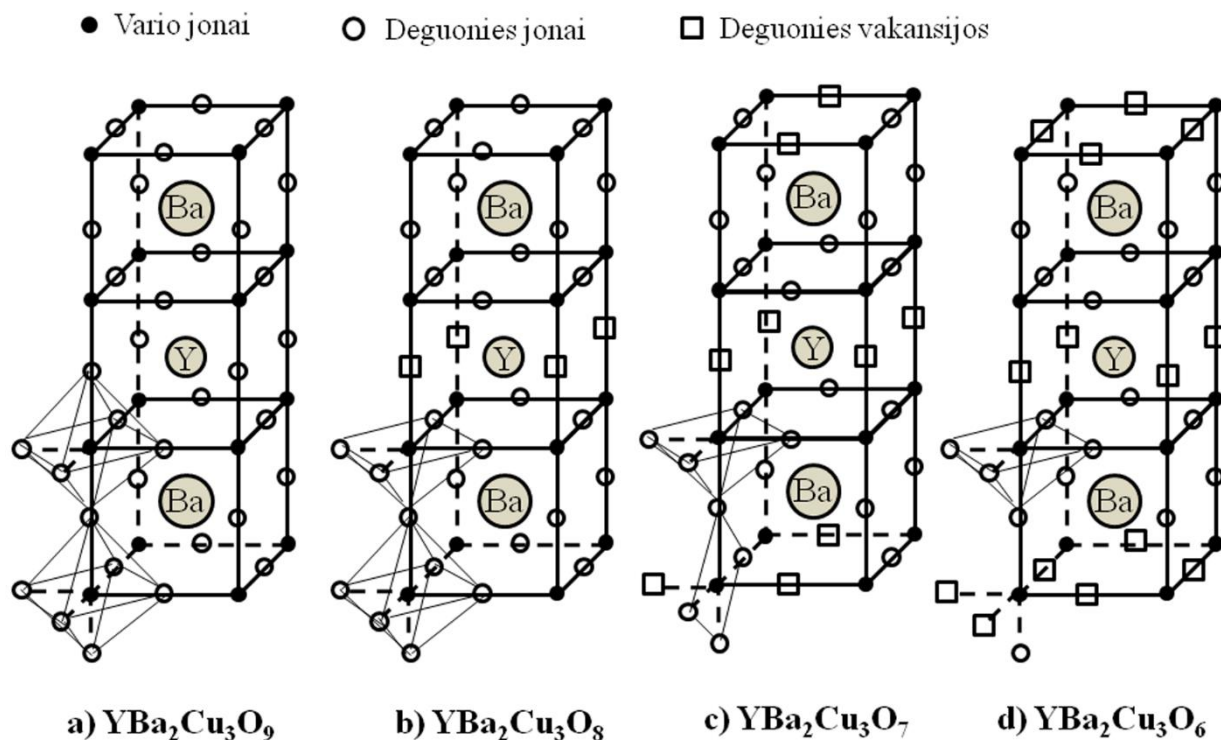 Vario jonai Deguonies jonai Deguonies vakansijos
Ba Ba Ba Ba
Y Y Y Y
Ba Ba Ba Ba
a) YBa₂Cu₃O₉ b) YBa₂Cu₃O₈ c) YBa₂Cu₃O₇ d) YBa₂Cu₃O₆